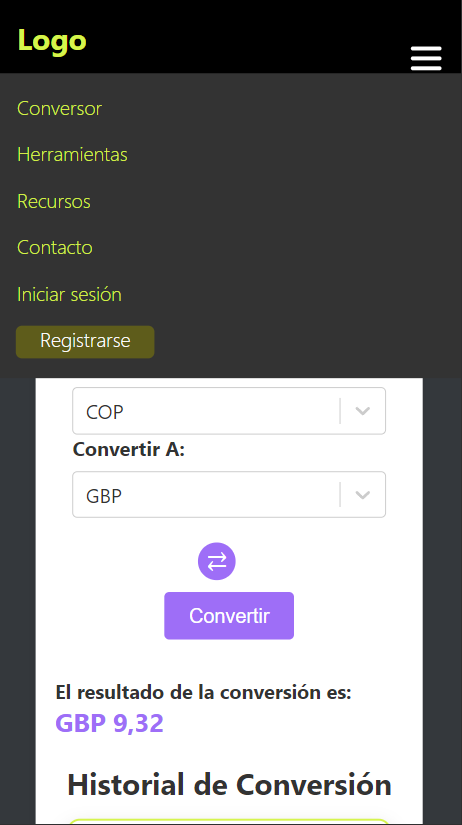 Logo
Conversor
Herramientas
Recursos
Contacto
Iniciar sesión
Registrarse
COP
Convertir A:
GBP
Convertir
El resultado de la conversión es:
GBP 9,32
Historial de Conversión